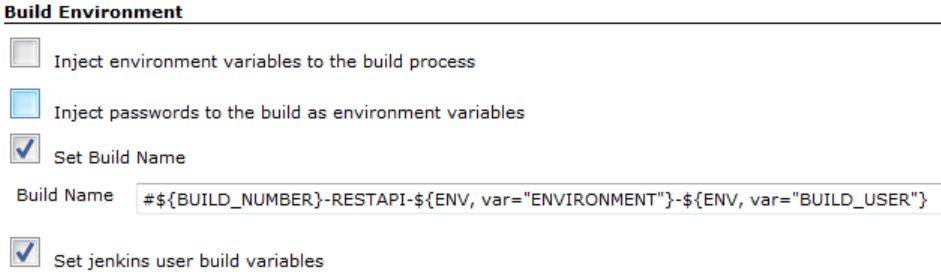 Build Environment
Inject environment variables to the build process
Inject passwords to the build as environment variables
Set Build Name
Build Name #${BUILD_NUMBER}-RESTAPI-${ENV, var="ENVIRONMENT"}-${ENV, var="BUILD_USER"}
Set jenkins user build variables